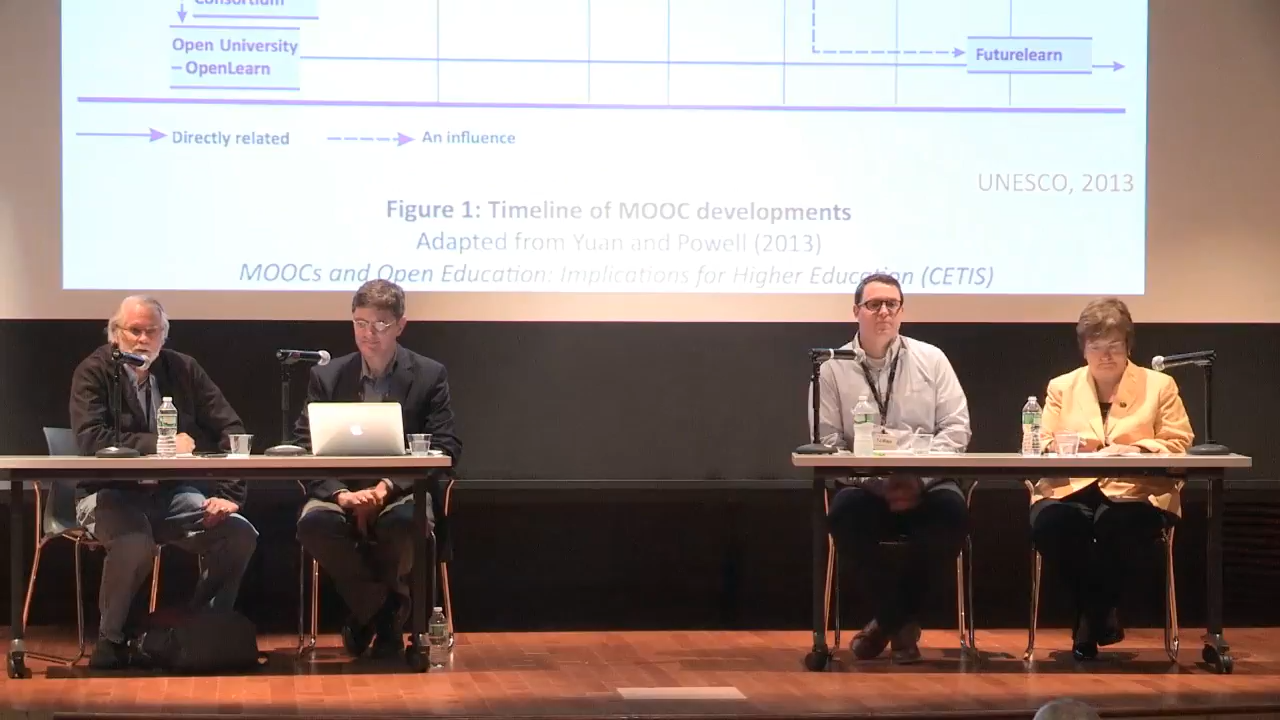 Consortium
Open University
– OpenLearn
Futurelearn
Directly related
An influence
UNESCO, 2013
Figure 1: Timeline of MOOC developments
Adapted from Yuan and Powell (2013)
MOOCs and Open Education: Implications for Higher Education (CETIS)